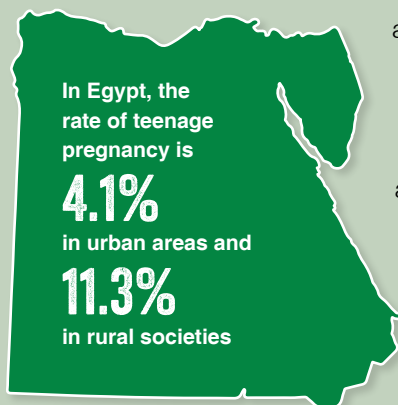 In Egypt, the
rate of teenage
pregnancy is
4.1%
in urban areas and
11.3%
in rural societies
a
a